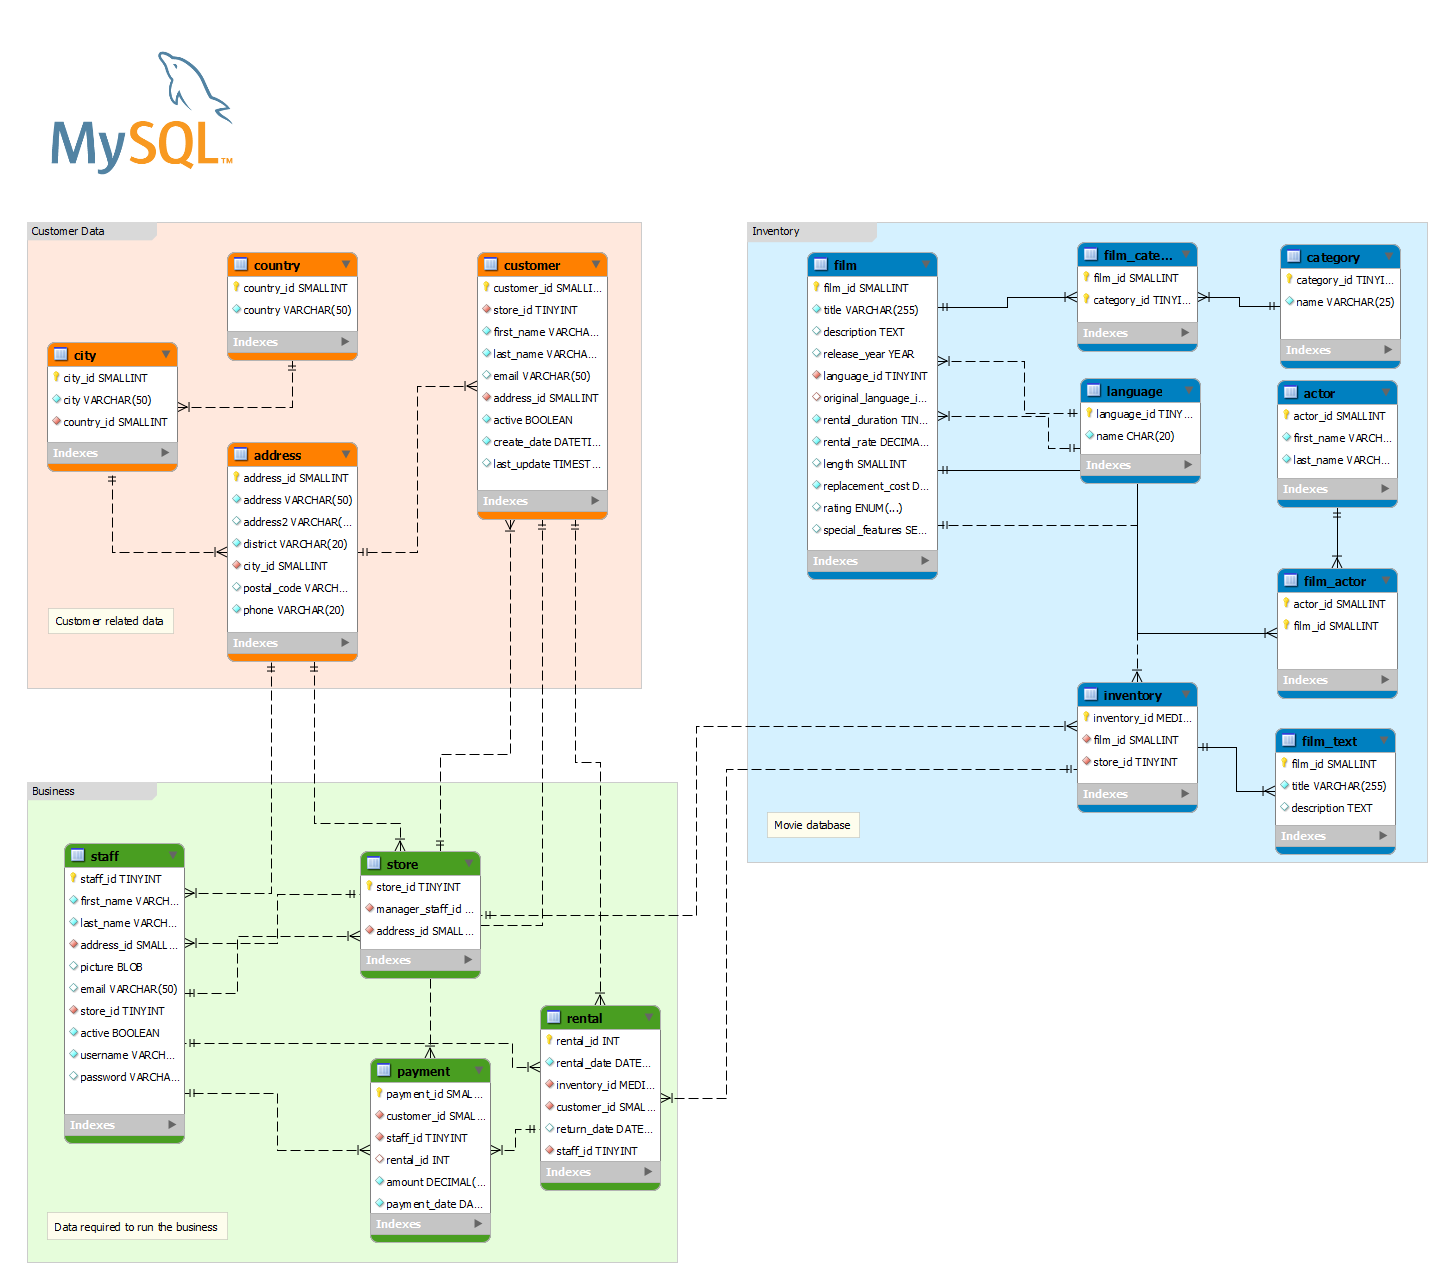 MySQL™
Customer Data
country
country_id SMALLINT
country VARCHAR(50)
Indexes
customer
customer_id SMALLI...
store_id TINYINT
first_name VARCHA...
last_name VARCHA...
email VARCHAR(50)
address_id SMALLINT
active BOOLEAN
create_date DATETI...
last_update TIMEST...
Indexes
city
city_id SMALLINT
city VARCHAR(50)
country_id SMALLINT
Indexes
address
address_id SMALLINT
address VARCHAR(50)
address2 VARCHAR(...
district VARCHAR(20)
city_id SMALLINT
postal_code VARCH...
phone VARCHAR(20)
Indexes
Customer related data
Inventory
film
film_id SMALLINT
title VARCHAR(255)
description TEXT
release_year YEAR
language_id TINYINT
original_language_i...
rental_duration TIN...
rental_rate DECIMA...
length SMALLINT
replacement_cost D...
rating ENUM(...)
special_features SE...
Indexes
film_cate...
film_id SMALLINT
category_id TINYI...
Indexes
category
category_id TINYI...
name VARCHAR(25)
Indexes
language
language_id TINY...
name CHAR(20)
Indexes
actor
actor_id SMALLINT
first_name VARCH...
last_name VARCH...
Indexes
film_actor
actor_id SMALLINT
film_id SMALLINT
Indexes
inventory
inventory_id MEDI...
film_id SMALLINT
store_id TINYINT
Indexes
film_text
film_id SMALLINT
title VARCHAR(255)
description TEXT
Indexes
Movie database
Business
staff
staff_id TINYINT
first_name VARCH...
last_name VARCH...
address_id SMALL...
picture BLOB
email VARCHAR(50)
store_id TINYINT
active BOOLEAN
username VARCH...
password VARCHA...
Indexes
store
store_id TINYINT
manager_staff_id ...
address_id SMALL...
Indexes
rental
rental_id INT
rental_date DATE...
inventory_id MEDI...
customer_id SMAL...
return_date DATE...
staff_id TINYINT
Indexes
payment
payment_id SMAL...
customer_id SMAL...
staff_id TINYINT
rental_id INT
amount DECIMAL(...
payment_date DA...
Indexes
Data required to run the business